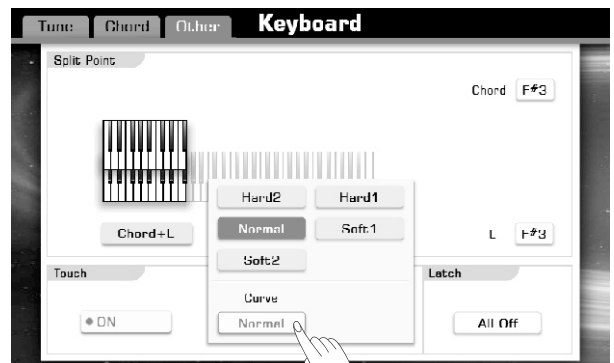 Tune Chord Other Keyboard
Split Point
Chord F#3
Hard2 Hard1
Chord+L Normal Soft1 L F#3
Soft2
Touch Latch
Curve
ON Normal All Off